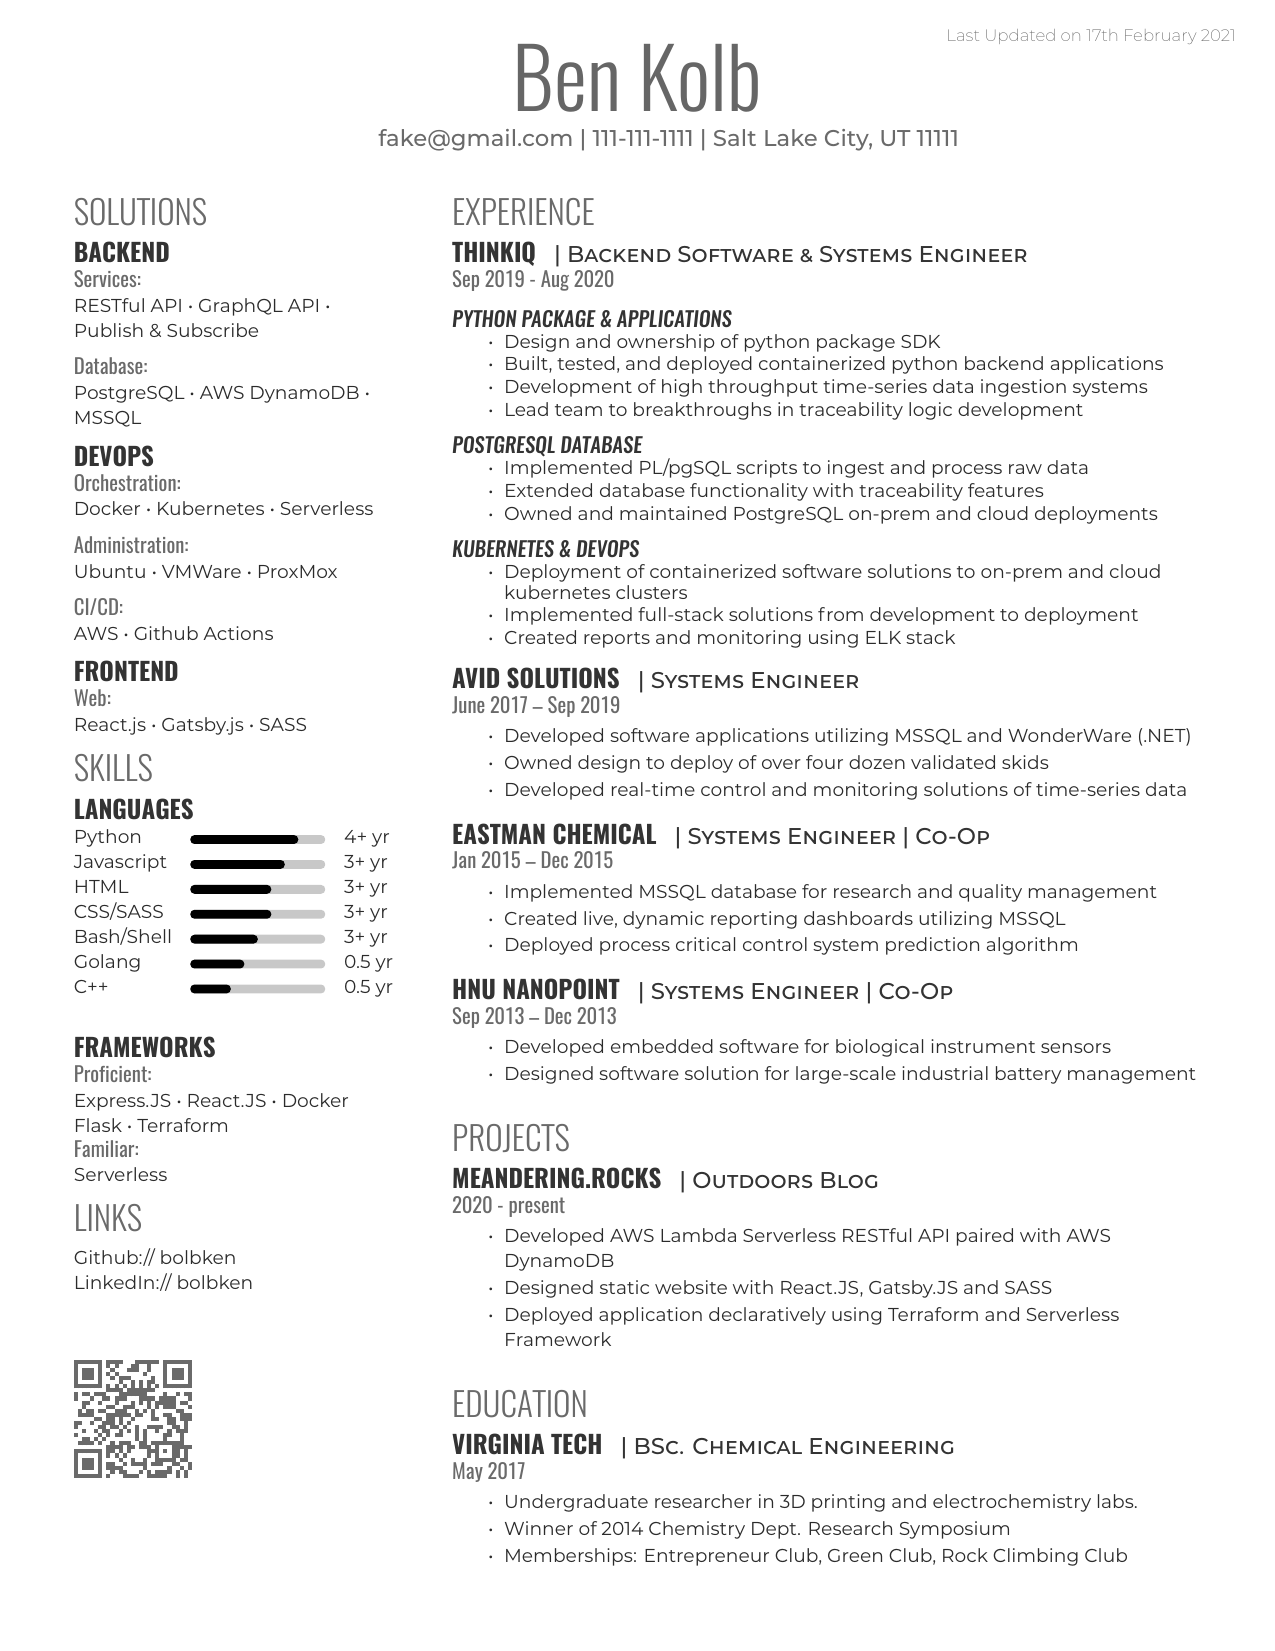 Last Updated on 17th February 2021
Ben Kolb
fake@gmail.com | 111-111-1111 | Salt Lake City, UT 11111
SOLUTIONS
BACKEND
Services:
RESTful API • GraphQL API •
Publish & Subscribe
Database:
PostgreSQL • AWS DynamoDB •
MSSQL
DEVOPS
Orchestration:
Docker • Kubernetes • Serverless
Administration:
Ubuntu • VMWare • ProxMox
CI/CD:
AWS • Github Actions
FRONTEND
Web:
React.js • Gatsby.js • SASS
SKILLS
LANGUAGES
Python 4+ yr
Javascript 3+ yr
HTML 3+ yr
CSS/SASS 3+ yr
Bash/Shell 3+ yr
Golang 0.5 yr
C++ 0.5 yr
FRAMEWORKS
Proficient:
Express.JS • React.JS • Docker
Flask • Terraform
Familiar:
Serverless
LINKS
Github:// bolbken
LinkedIn:// bolbken
EXPERIENCE
THINKIQ | Backend Software & Systems Engineer
Sep 2019 - Aug 2020
PYTHON PACKAGE & APPLICATIONS
• Design and ownership of python package SDK
• Built, tested, and deployed containerized python backend applications
• Development of high throughput time-series data ingestion systems
• Lead team to breakthroughs in traceability logic development
POSTGRESQL DATABASE
• Implemented PL/pgSQL scripts to ingest and process raw data
• Extended database functionality with traceability features
• Owned and maintained PostgreSQL on-prem and cloud deployments
KUBERNETES & DEVOPS
• Deployment of containerized software solutions to on-prem and cloud
kubernetes clusters
• Implemented full-stack solutions from development to deployment
• Created reports and monitoring using ELK stack
AVID SOLUTIONS | Systems Engineer
June 2017 – Sep 2019
• Developed software applications utilizing MSSQL and WonderWare (.NET)
• Owned design to deploy of over four dozen validated skids
• Developed real-time control and monitoring solutions of time-series data
EASTMAN CHEMICAL | Systems Engineer | Co-Op
Jan 2015 – Dec 2015
• Implemented MSSQL database for research and quality management
• Created live, dynamic reporting dashboards utilizing MSSQL
• Deployed process critical control system prediction algorithm
HNU NANOPOINT | Systems Engineer | Co-Op
Sep 2013 – Dec 2013
• Developed embedded software for biological instrument sensors
• Designed software solution for large-scale industrial battery management
PROJECTS
MEANDERING.ROCKS | Outdoors Blog
2020 - present
• Developed AWS Lambda Serverless RESTful API paired with AWS
DynamoDB
• Designed static website with React.JS, Gatsby.JS and SASS
• Deployed application declaratively using Terraform and Serverless
Framework
EDUCATION
VIRGINIA TECH | BSc. Chemical Engineering
May 2017
• Undergraduate researcher in 3D printing and electrochemistry labs.
• Winner of 2014 Chemistry Dept. Research Symposium
• Memberships: Entrepreneur Club, Green Club, Rock Climbing Club